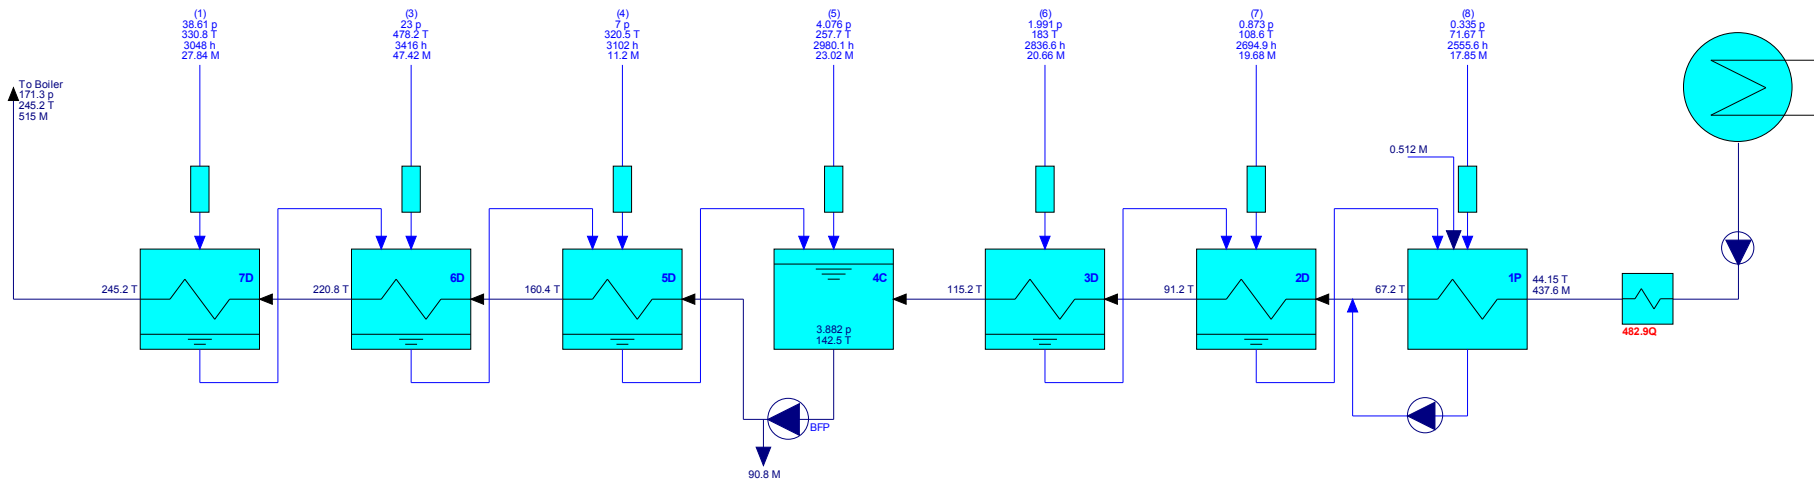 (1)
38.61 p
330.8 T
3048 h
27.84 M
(3)
23 p
478.2 T
3416 h
47.42 M
(4)
7 p
320.5 T
3102 h
11.2 M
(5)
4.076 p
257.7 T
2980.1 h
23.02 M
(6)
1.991 p
183 T
2836.6 h
20.66 M
(7)
0.873 p
108.6 T
2694.9 h
19.68 M
(8)
0.335 p
71.67 T
2555.6 h
17.85 M
To Boiler
171.3 p
245.2 T
515 M
0.512 M
7D
6D
5D
4C
3D
2D
1P
245.2 T
220.8 T
160.4 T
115.2 T
91.2 T
67.2 T
44.15 T
437.6 M
3.882 p
142.5 T
482.9Q
BFP
90.8 M